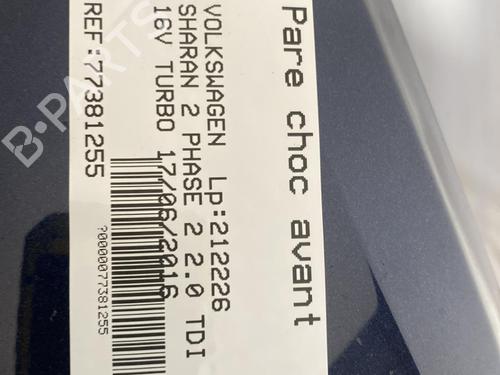 Pare choc avant
VOLKSWAGEN Lp:212226
SHARAN 2 PHASE 2 2.0 TDI
16V TURBO 17/06/2016
REF:77381255
?0000077381255
B-PARTS